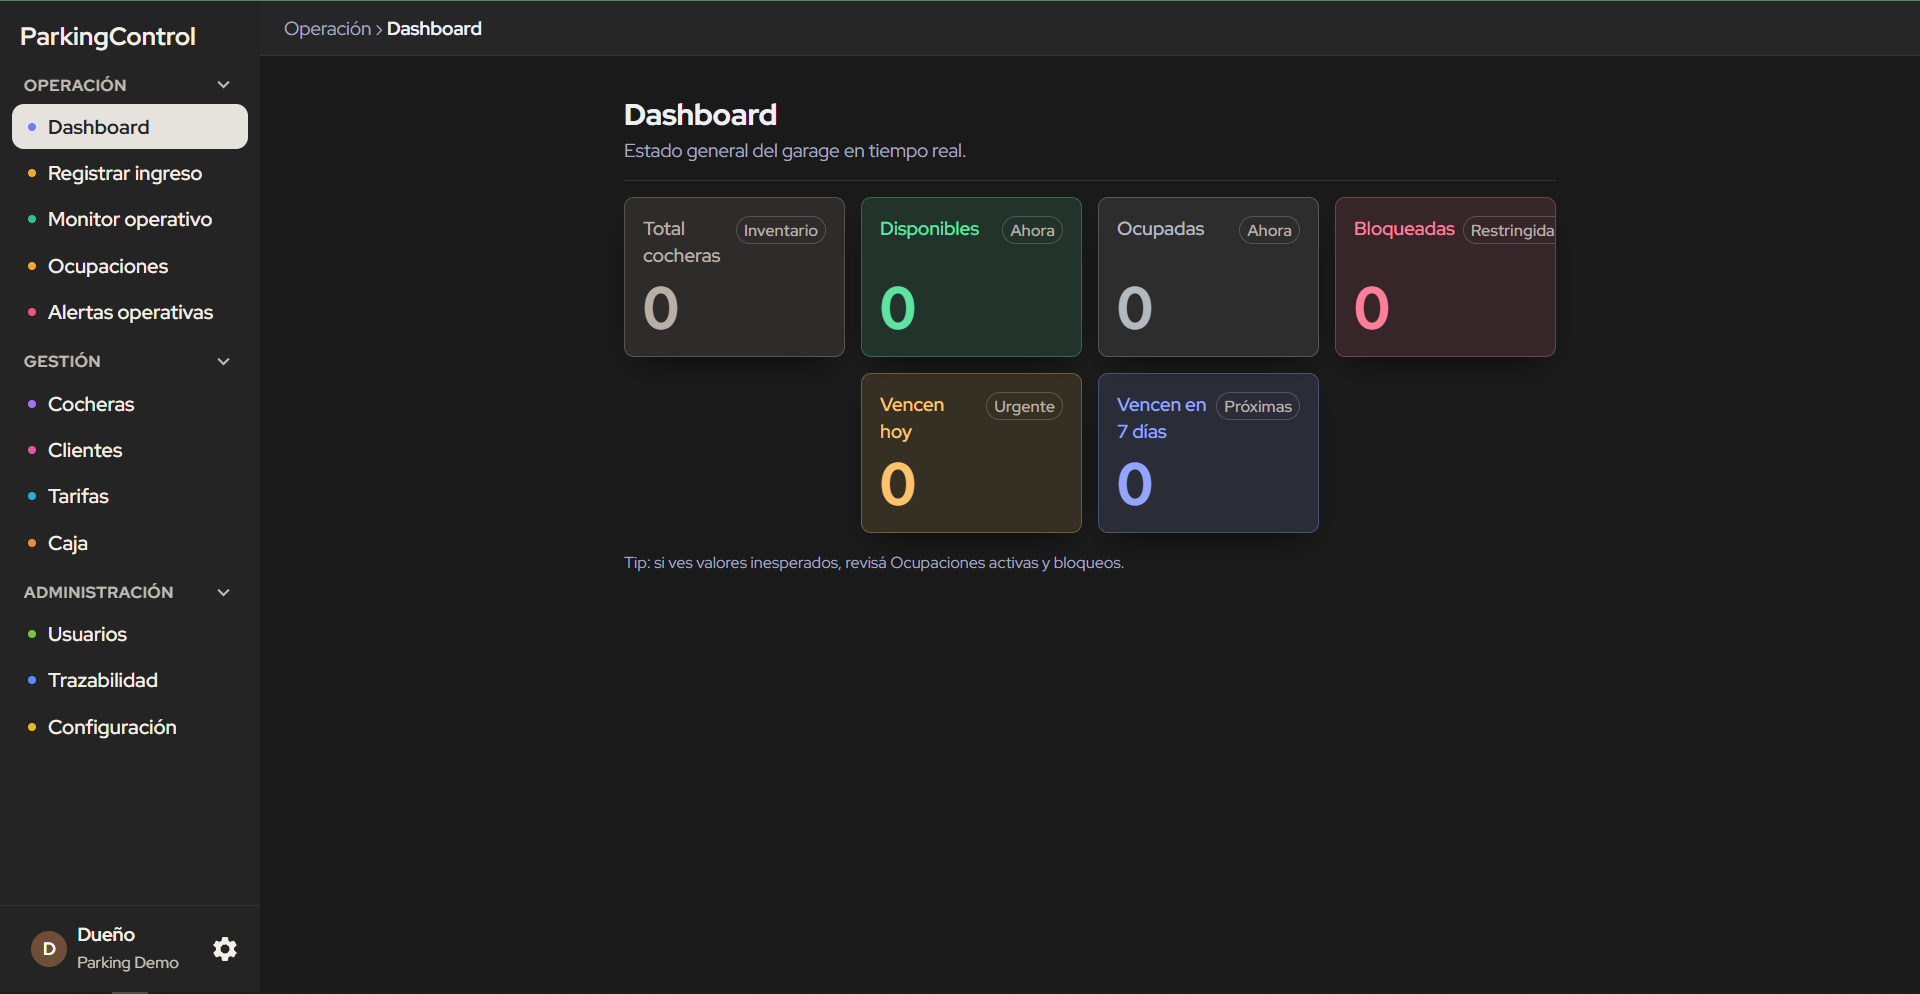 ParkingControl
OPERACIÓN
Dashboard
Registrar ingreso
Monitor operativo
Ocupaciones
Alertas operativas
GESTIÓN
Cocheras
Clientes
Tarifas
Caja
ADMINISTRACIÓN
Usuarios
Trazabilidad
Configuración
D
Dueño
Parking Demo
Operación › Dashboard
Dashboard
Estado general del garage en tiempo real.
Total
cocheras
Inventario
0
Disponibles
Ahora
0
Ocupadas
Ahora
0
Bloqueadas
Restringida
0
Vencen
hoy
Urgente
0
Vencen en
7 días
Próximas
0
Tip: si ves valores inesperados, revisá Ocupaciones activas y bloqueos.